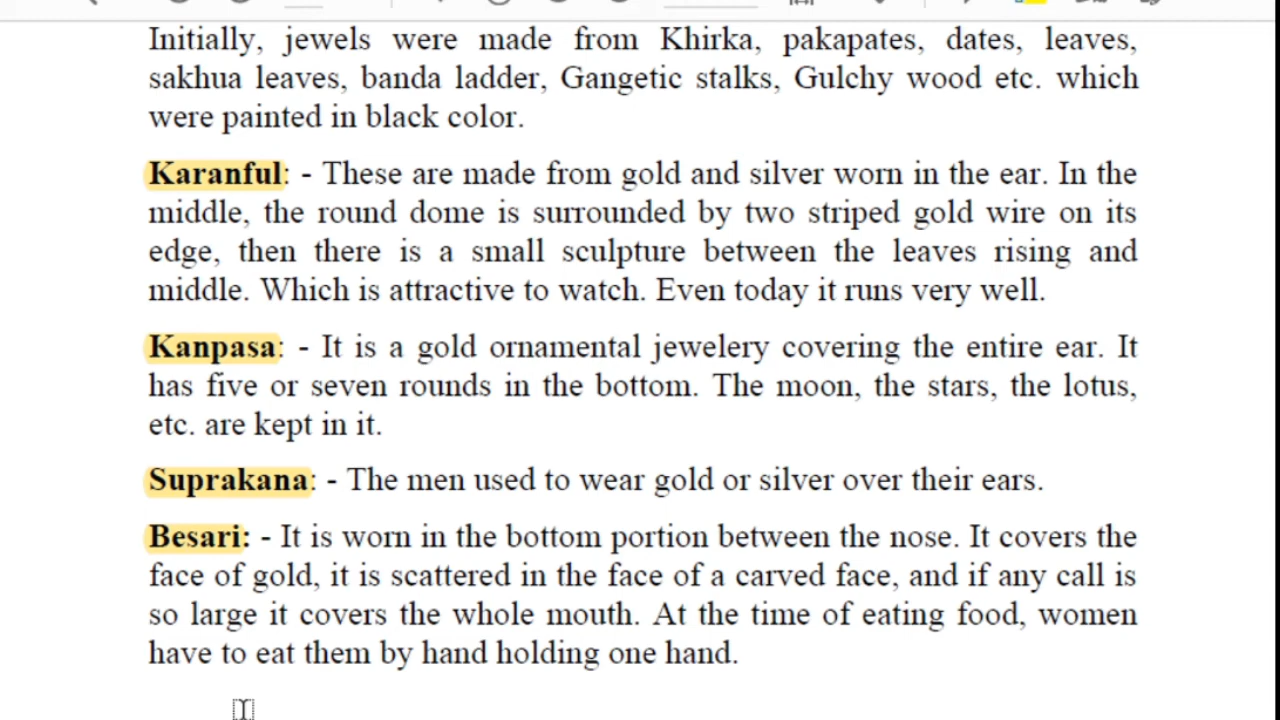 Initially, jewels were made from Khirka, pakapates, dates, leaves,
sakhua leaves, banda ladder, Gangetic stalks, Gulchy wood etc. which
were painted in black color.
Karanful: - These are made from gold and silver worn in the ear. In the
middle, the round dome is surrounded by two striped gold wire on its
edge, then there is a small sculpture between the leaves rising and
middle. Which is attractive to watch. Even today it runs very well.
Kanpasa: - It is a gold ornamental jewelery covering the entire ear. It
has five or seven rounds in the bottom. The moon, the stars, the lotus,
etc. are kept in it.
Suprakana: - The men used to wear gold or silver over their ears.
Besari: - It is worn in the bottom portion between the nose. It covers the
face of gold, it is scattered in the face of a carved face, and if any call is
so large it covers the whole mouth. At the time of eating food, women
have to eat them by hand holding one hand.